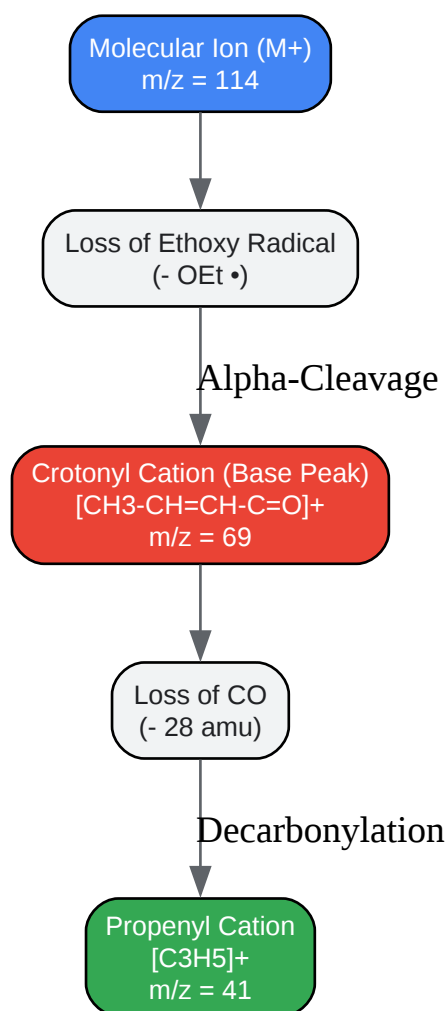 Molecular Ion (M+)
m/z = 114
Loss of Ethoxy Radical
(- OEt •)
Alpha-Cleavage
Crotonyl Cation (Base Peak)
[CH3-CH=CH-C=O]+
m/z = 69
Loss of CO
(- 28 amu)
Decarbonylation
Propenyl Cation
[C3H5]+
m/z = 41